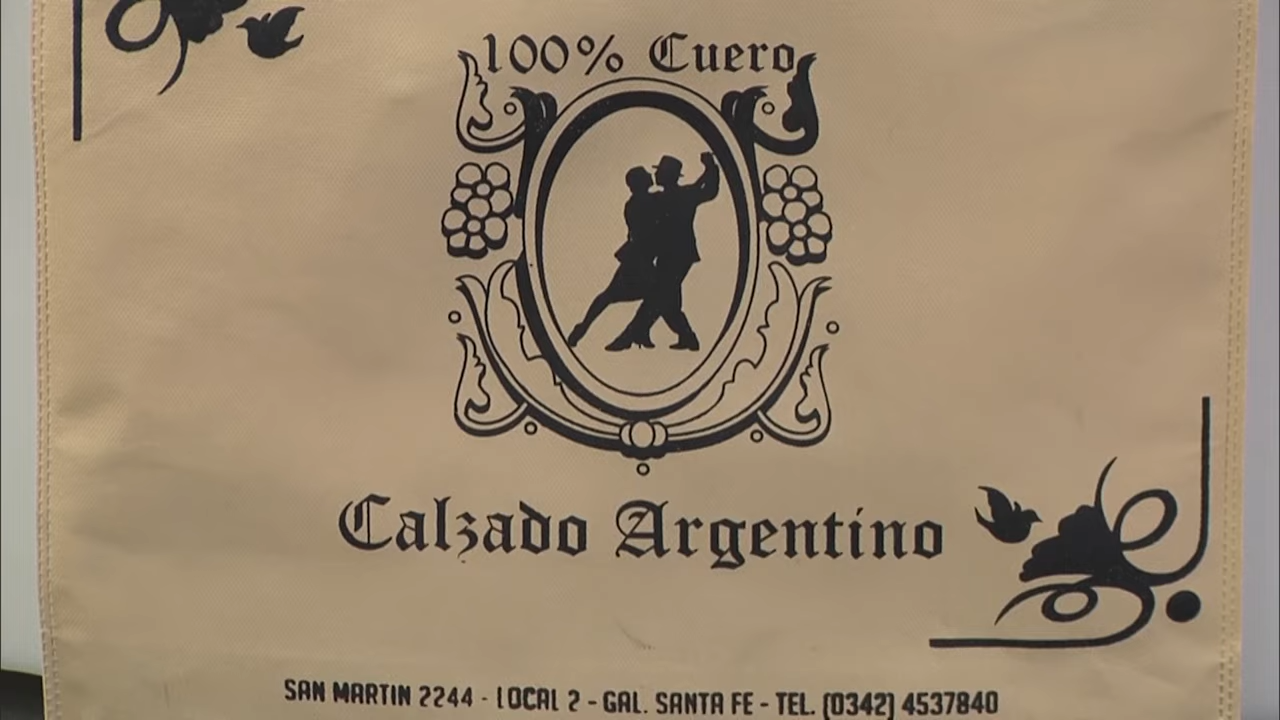 100% Cuero
Calzado Argentino
SAN MARTIN 2244 - LOCAL 2 - GAL. SANTA FE - TEL. (0342) 4537840